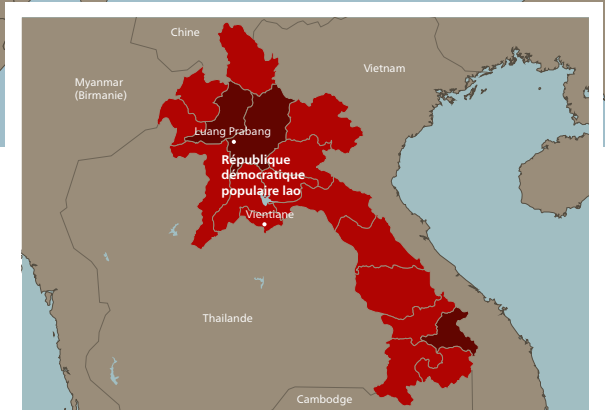 Chine
Vietnam
Myanmar
(Birmanie)
Luang Prabang
République
démocratique
populaire lao
Vientiane
Thaïlande
Cambodge